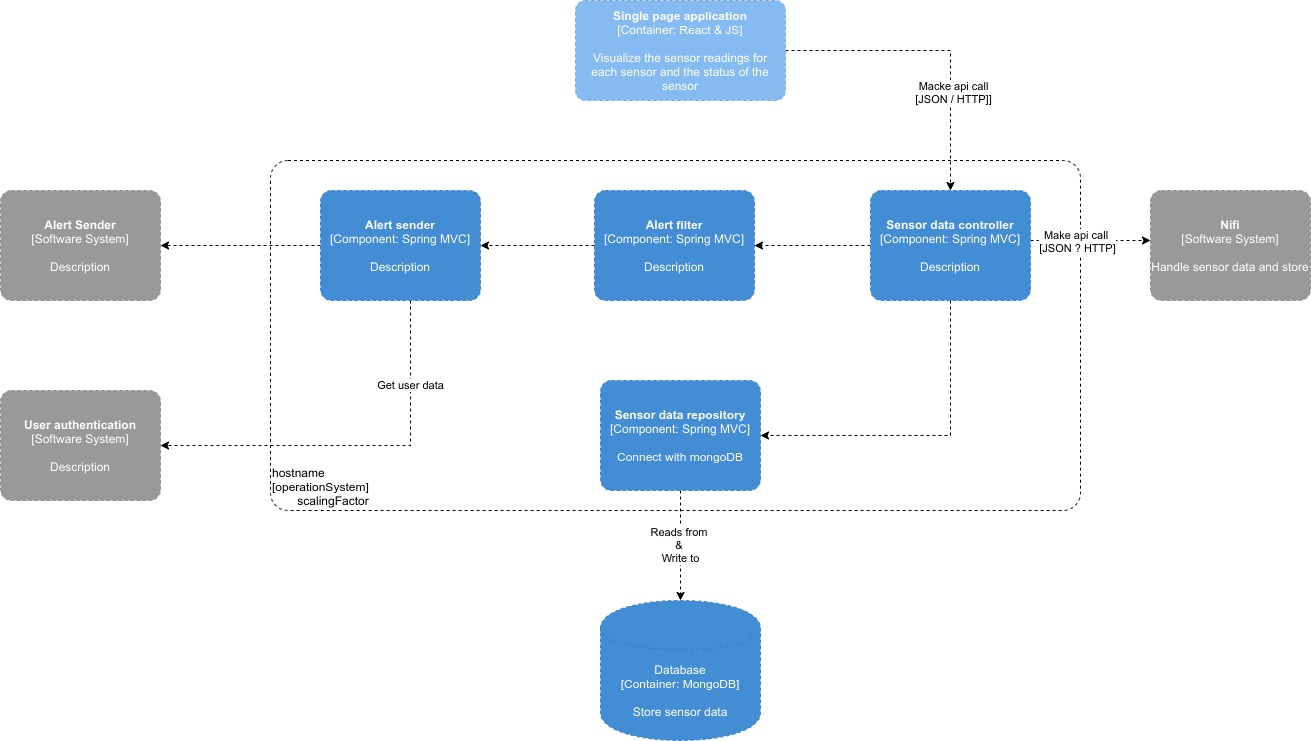 Single page application
[Container: React & JS]
Visualize the sensor readings for
each sensor and the status of the
sensor
Macke api call
[JSON / HTTP]]
Alert Sender
[Software System]
Description
Alert sender
[Component: Spring MVC]
Description
Alert filter
[Component: Spring MVC]
Description
Sensor data controller
[Component: Spring MVC]
Description
Make api call
[JSON ? HTTP]
Nifi
[Software System]
Handle sensor data and store
Get user data
User authentication
[Software System]
Description
Sensor data repository
[Component: Spring MVC]
Connect with mongoDB
hostname
[operationSystem]
scalingFactor
Reads from
&
Write to
Database
[Container: MongoDB]
Store sensor data